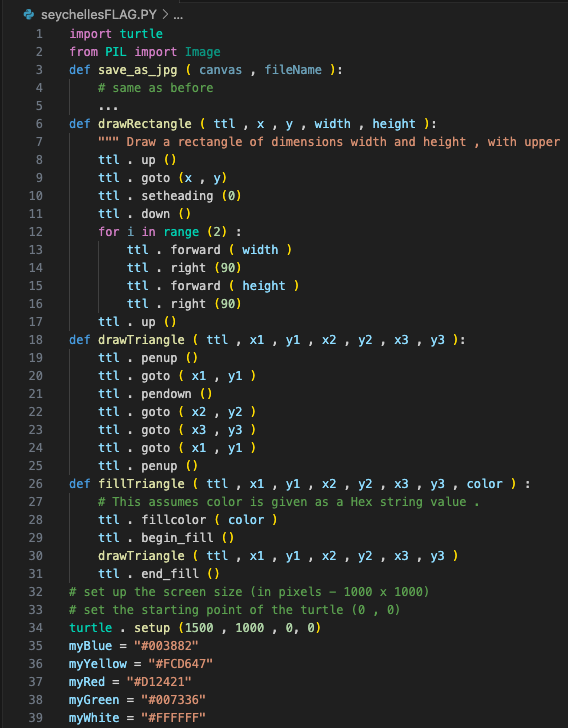 seychellesFLAG.PY > ...
1 import turtle
2 from PIL import Image
3 def save_as_jpg ( canvas , fileName ):
4 # same as before
5 ...
6 def drawRectangle ( ttl , x , y , width , height ):
7 """ Draw a rectangle of dimensions width and height , with upper
8 ttl . up ()
9 ttl . goto (x , y)
10 ttl . setheading (0)
11 ttl . down ()
12 for i in range (2) :
13 ttl . forward ( width )
14 ttl . right (90)
15 ttl . forward ( height )
16 ttl . right (90)
17 ttl . up ()
18 def drawTriangle ( ttl , x1 , y1 , x2 , y2 , x3 , y3 ):
19 ttl . penup ()
20 ttl . goto ( x1 , y1 )
21 ttl . pendown ()
22 ttl . goto ( x2 , y2 )
23 ttl . goto ( x3 , y3 )
24 ttl . goto ( x1 , y1 )
25 ttl . penup ()
26 def fillTriangle ( ttl , x1 , y1 , x2 , y2 , x3 , y3 , color ) :
27 # This assumes color is given as a Hex string value .
28 ttl . fillcolor ( color )
29 ttl . begin_fill ()
30 drawTriangle ( ttl , x1 , y1 , x2 , y2 , x3 , y3 )
31 ttl . end_fill ()
32 # set up the screen size (in pixels – 1000 x 1000)
33 # set the starting point of the turtle (0 , 0)
34 turtle . setup (1500 , 1000 , 0, 0)
35 myBlue = "#003882"
36 myYellow = "#FCD647"
37 myRed = "#D12421"
38 myGreen = "#007336"
39 myWhite = "#FFFFFF"